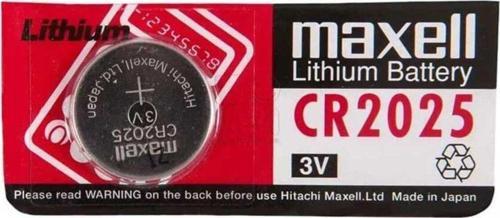 Lithium
12345678
maxell
Lithium Battery
CR2025
3V
+
3V
CR2025
maxell
Hitachi Maxell,Ltd.Japan
Please read WARNING on the back before use Hitachi Maxell.Ltd Made in Japan